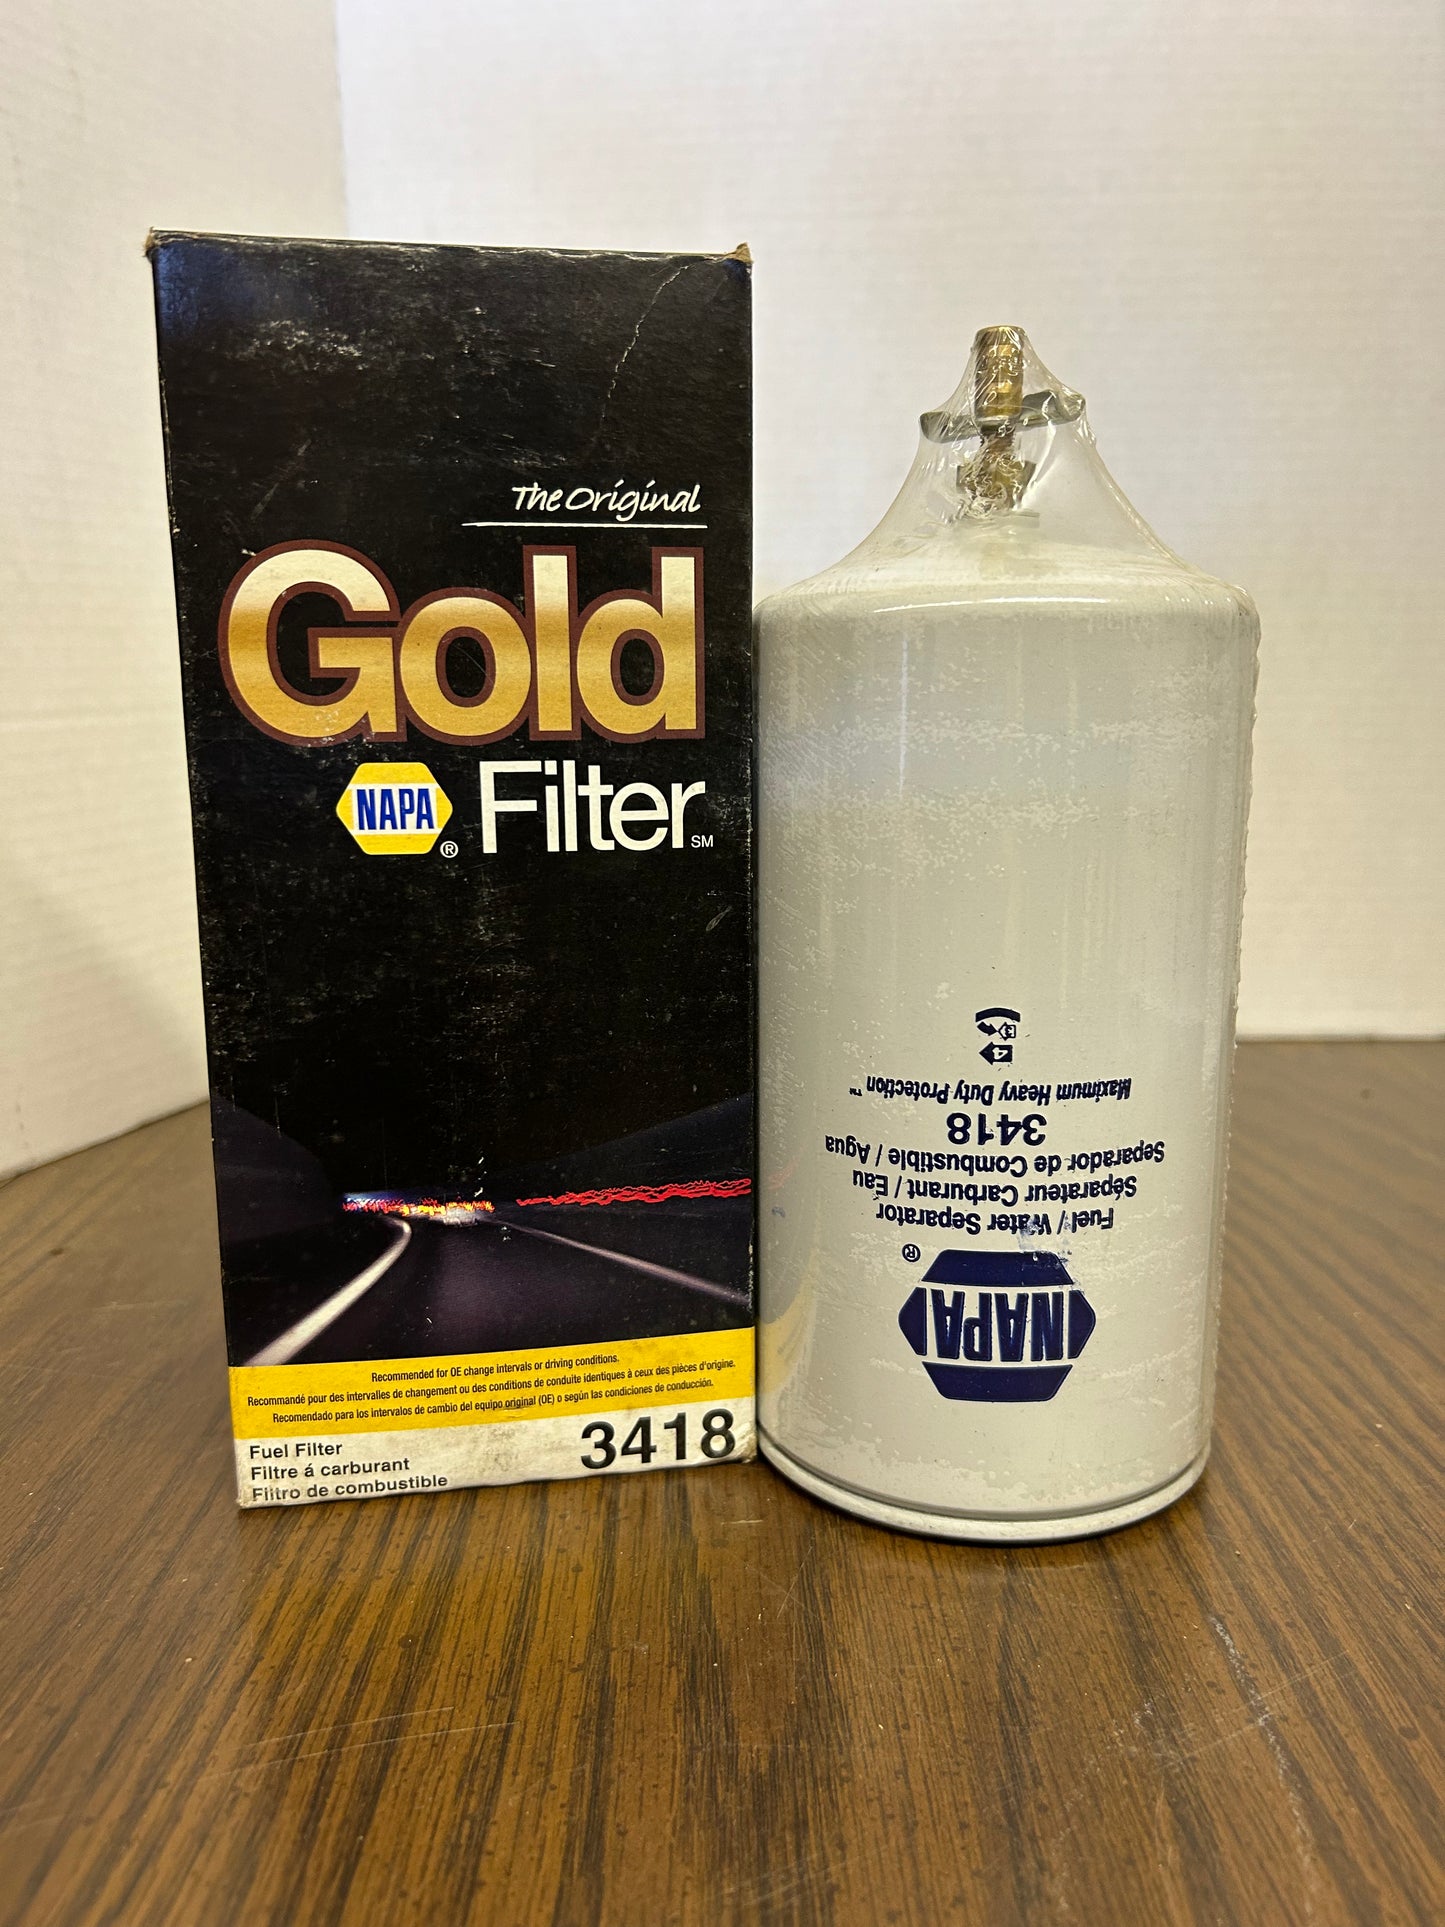 The Original
Gold
NAPA® Filter SM
Recommended for OE change intervals or driving conditions.
Recommandé pour des intervalles de changement ou des conditions de conduite identiques à ceux des pièces d'origine.
Recomendado para los intervalos de cambio del equipo original (OE) o según las condiciones de conducción.
3418
Fuel Filter
Filtre á carburant
Filtro de combustible
NAPA®
Fuel / Water Separator
Séparateur Carburant / Eau
Separador de Combustible / Agua
3418
Maximum Heavy Duty Protection™
4